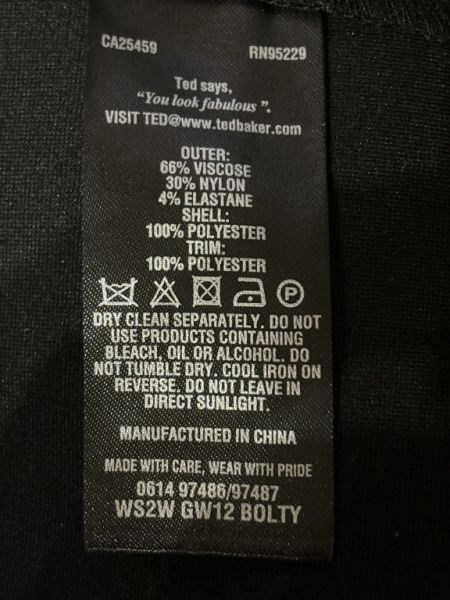 CA25459 RN95229
Ted says,
"You look fabulous".
VISIT TED@www.tedbaker.com
OUTER:
66% VISCOSE
30% NYLON
4% ELASTANE
SHELL:
100% POLYESTER
TRIM:
100% POLYESTER
P
DRY CLEAN SEPARATELY. DO NOT
USE PRODUCTS CONTAINING
BLEACH, OIL OR ALCOHOL. DO
NOT TUMBLE DRY. COOL IRON ON
REVERSE. DO NOT LEAVE IN
DIRECT SUNLIGHT.
MANUFACTURED IN CHINA
MADE WITH CARE, WEAR WITH PRIDE
0614 97486/97487
WS2W GW12 BOLTY